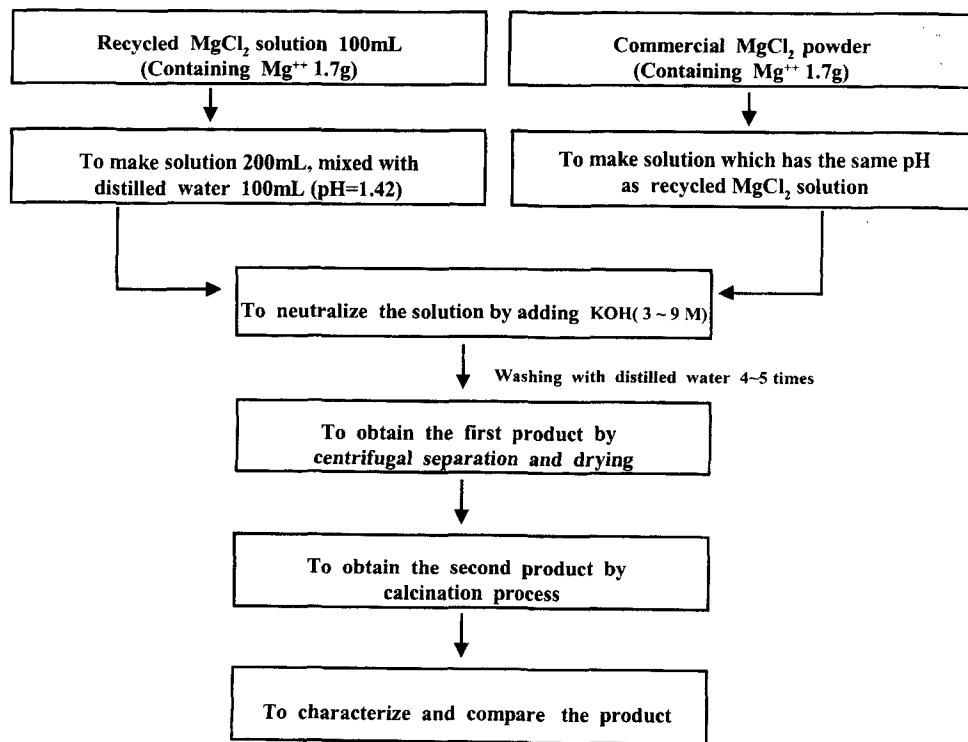 Recycled MgCl₂ solution 100mL
(Containing Mg⁺⁺ 1.7g)
Commercial MgCl₂ powder
(Containing Mg⁺⁺ 1.7g)
To make solution 200mL, mixed with
distilled water 100mL (pH=1.42)
To make solution which has the same pH
as recycled MgCl₂ solution
To neutralize the solution by adding KOH( 3 ~ 9 M)
Washing with distilled water 4~5 times
To obtain the first product by
centrifugal separation and drying
To obtain the second product by
calcination process
To characterize and compare the product